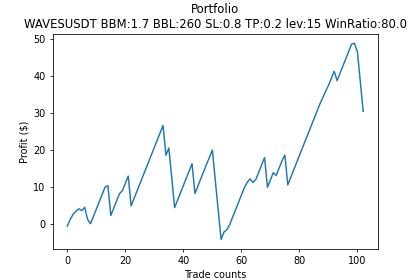 Portfolio
WAVESUSDT BBM:1.7 BBL:260 SL:0.8 TP:0.2 lev:15 WinRatio:80.0
50
40
30
20
10
0
Profit ($)
0 20 40 60 80 100
Trade counts